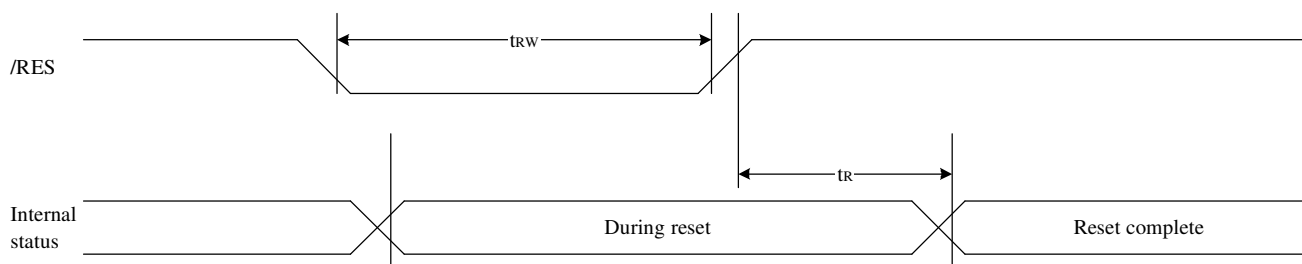 tRW
/RES
tR
Internal
status
During reset
Reset complete